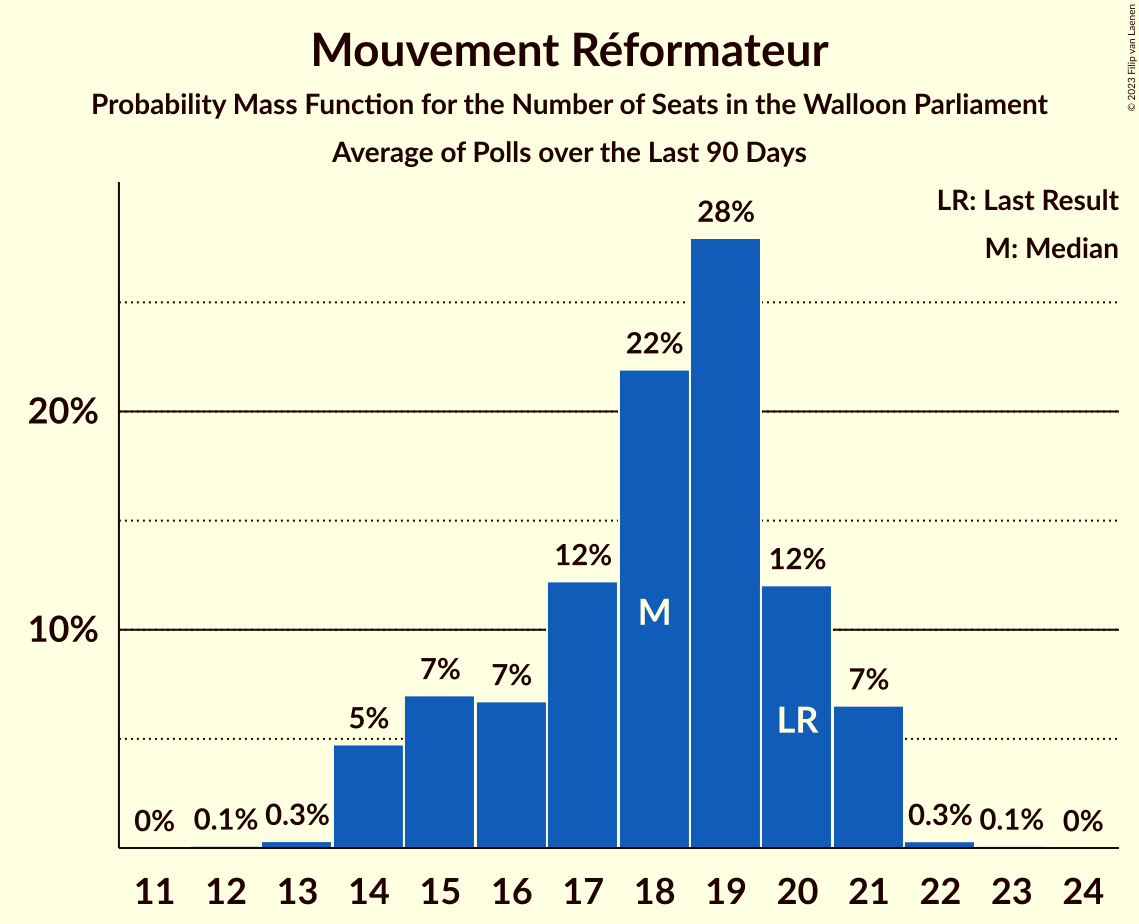 Mouvement Réformateur
Probability Mass Function for the Number of Seats in the Walloon Parliament
Average of Polls over the Last 90 Days
© 2023 Filip van Laenen
LR: Last Result
M: Median
28%
22%
20%
12%
12%
10%
7%
7%
7%
5%
0%
0.1%
0.3%
0.3%
0.1%
0%
M
LR
11 12 13 14 15 16 17 18 19 20 21 22 23 24